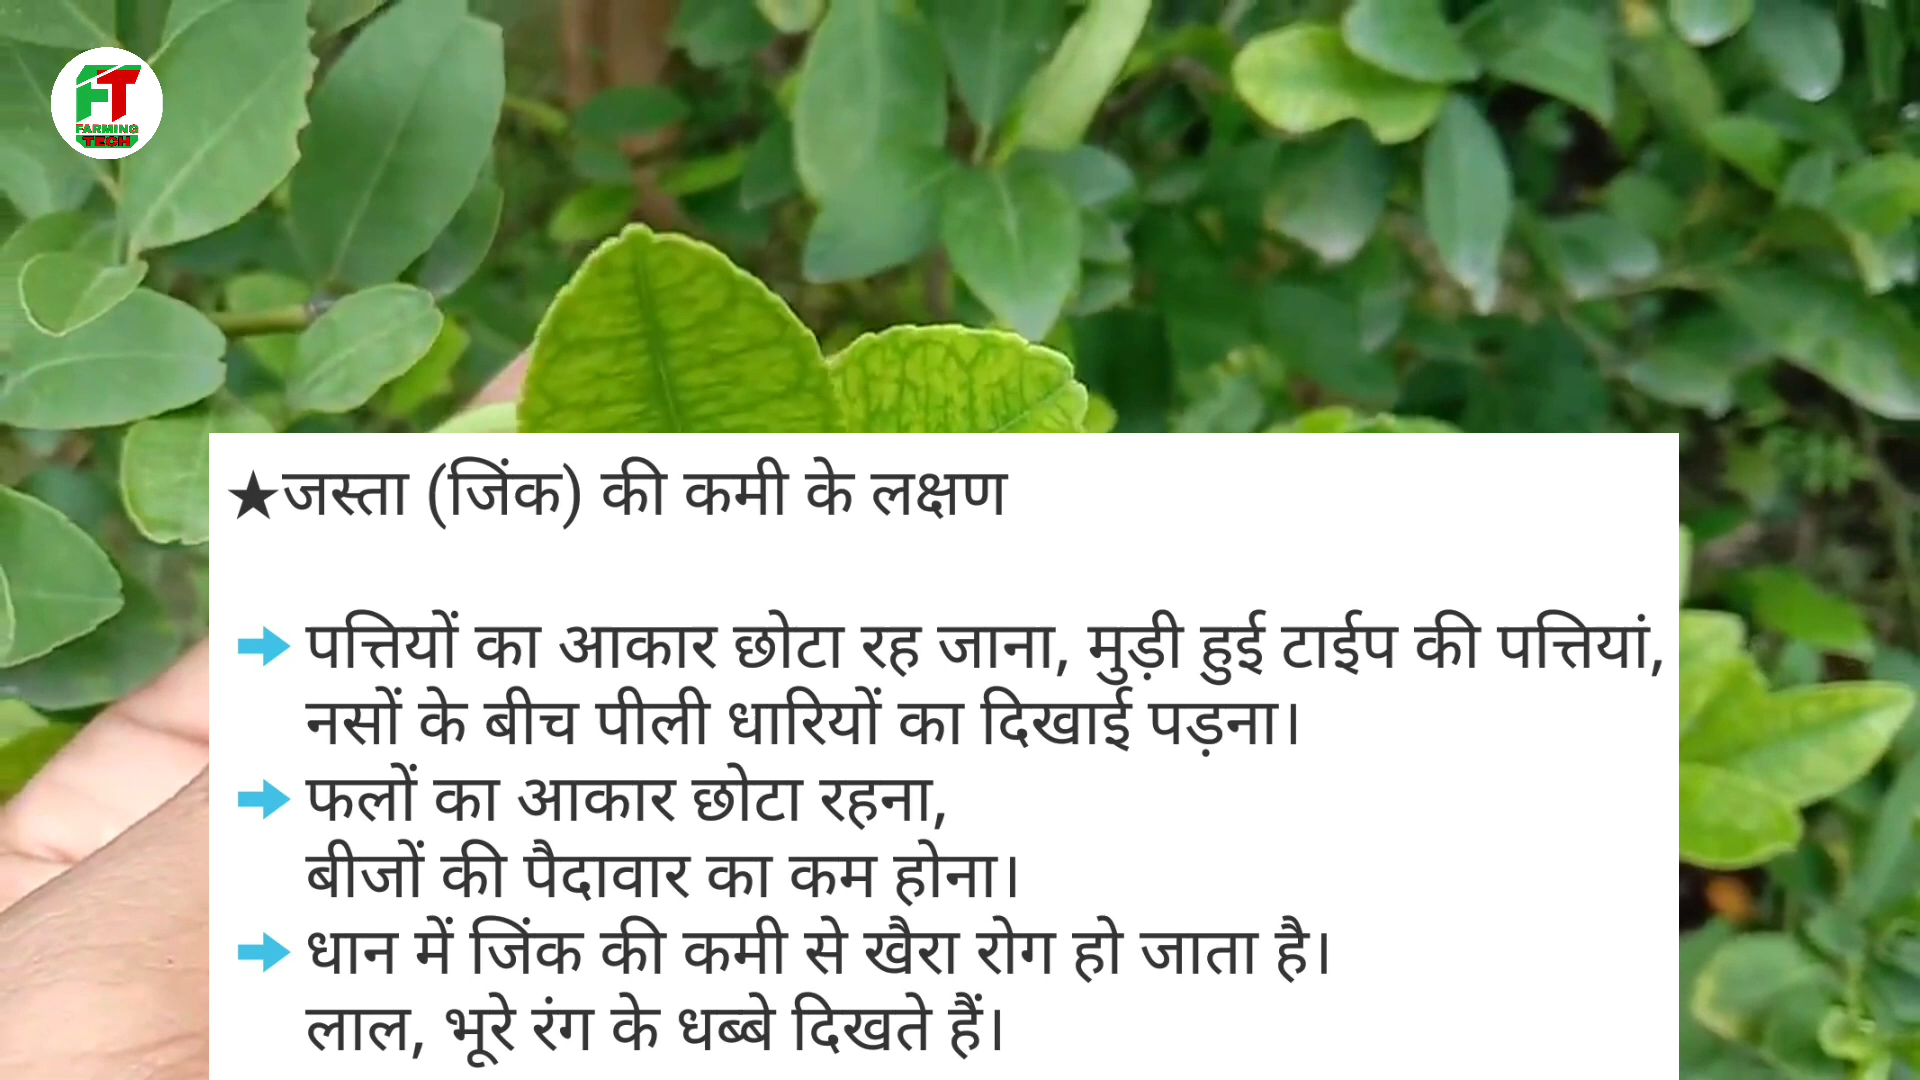 FT
FARMING
TECH
★जस्ता (जिंक) की कमी के लक्षण
➡ पत्तियों का आकार छोटा रह जाना, मुड़ी हुई टाईप की पत्तियां,
नसों के बीच पीली धारियों का दिखाई पड़ना।
➡ फलों का आकार छोटा रहना,
बीजों की पैदावार का कम होना।
➡ धान में जिंक की कमी से खैरा रोग हो जाता है।
लाल, भूरे रंग के धब्बे दिखते हैं।